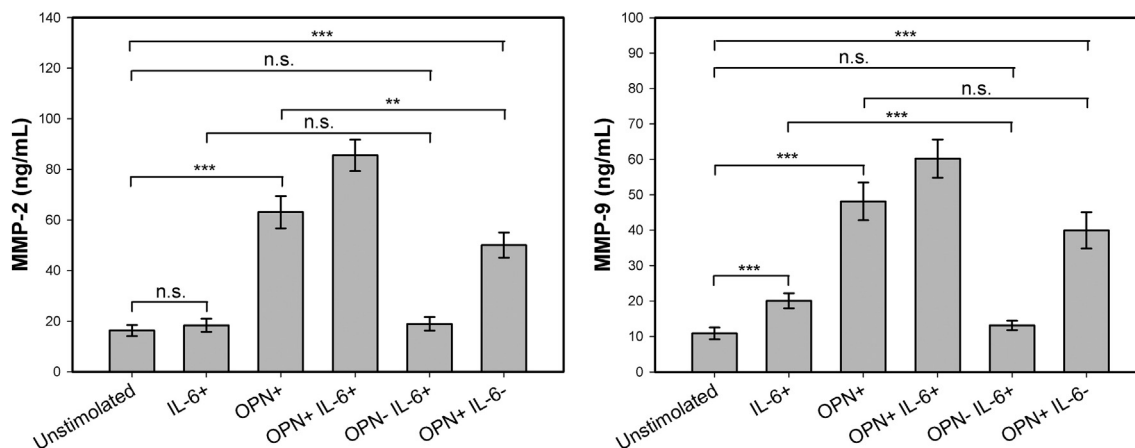 140
120
100
80
60
40
20
0
MMP-2 (ng/mL)
***
n.s.
**
n.s.
***
n.s.
Unstimolated
IL-6+
OPN+
OPN+ IL-6+
OPN- IL-6+
OPN+ IL-6-
100
90
80
70
60
50
40
30
20
10
0
MMP-9 (ng/mL)
***
n.s.
n.s.
***
***
***
Unstimolated
IL-6+
OPN+
OPN+ IL-6+
OPN- IL-6+
OPN+ IL-6-